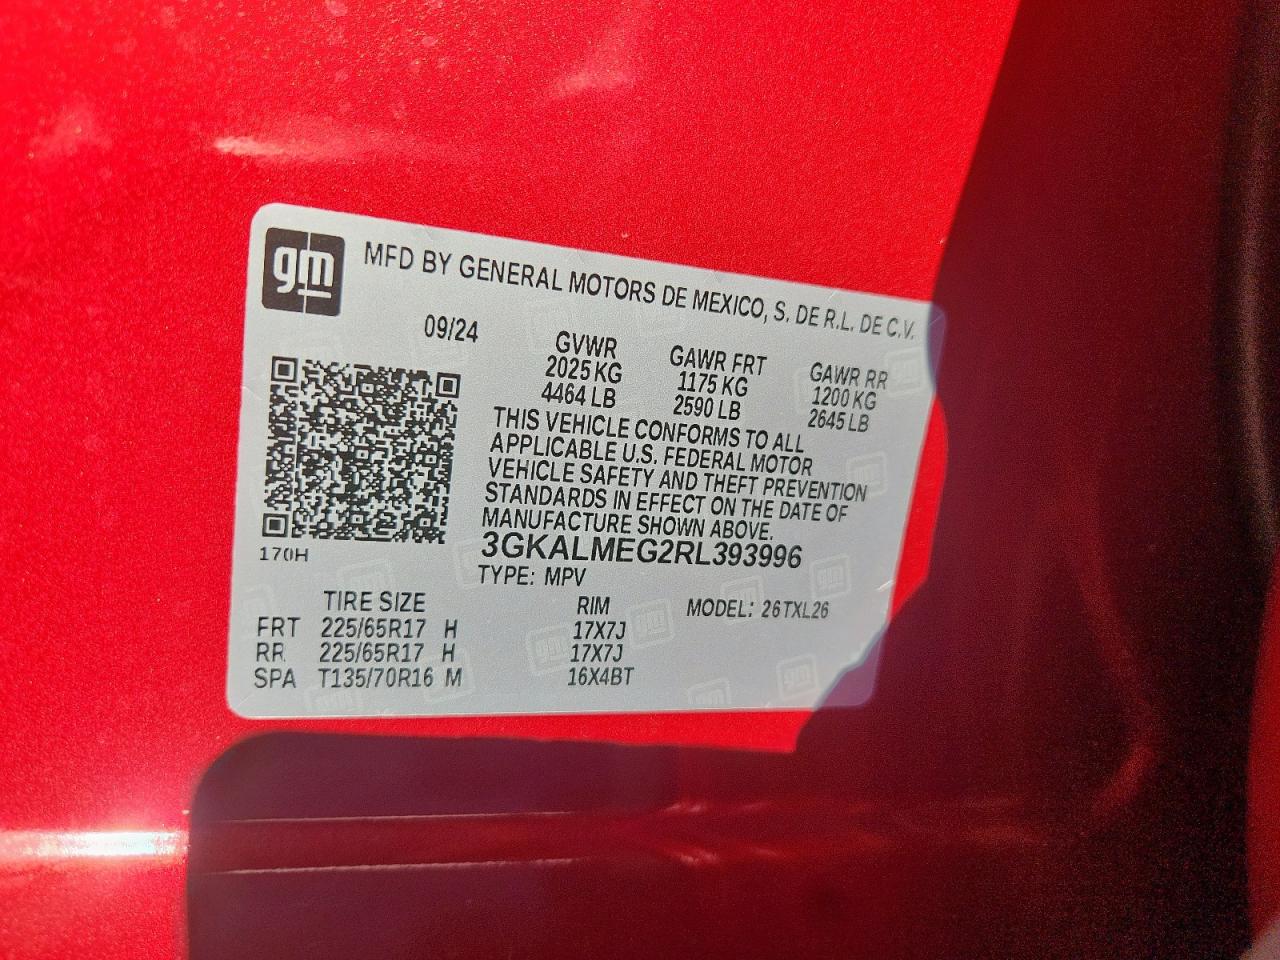 gm
MFD BY GENERAL MOTORS DE MEXICO, S. DE R.L. DE C.V.
09/24
GVWR GAWR FRT GAWR RR
2025 KG 1175 KG 1200 KG
4464 LB 2590 LB 2645 LB
THIS VEHICLE CONFORMS TO ALL
APPLICABLE U.S. FEDERAL MOTOR
VEHICLE SAFETY AND THEFT PREVENTION
STANDARDS IN EFFECT ON THE DATE OF
MANUFACTURE SHOWN ABOVE.
3GKALMEG2RL393996
170H
TYPE: MPV
TIRE SIZE RIM MODEL: 26TXL26
FRT 225/65R17 H 17X7J
RR 225/65R17 H 17X7J
SPA T135/70R16 M 16X4BT